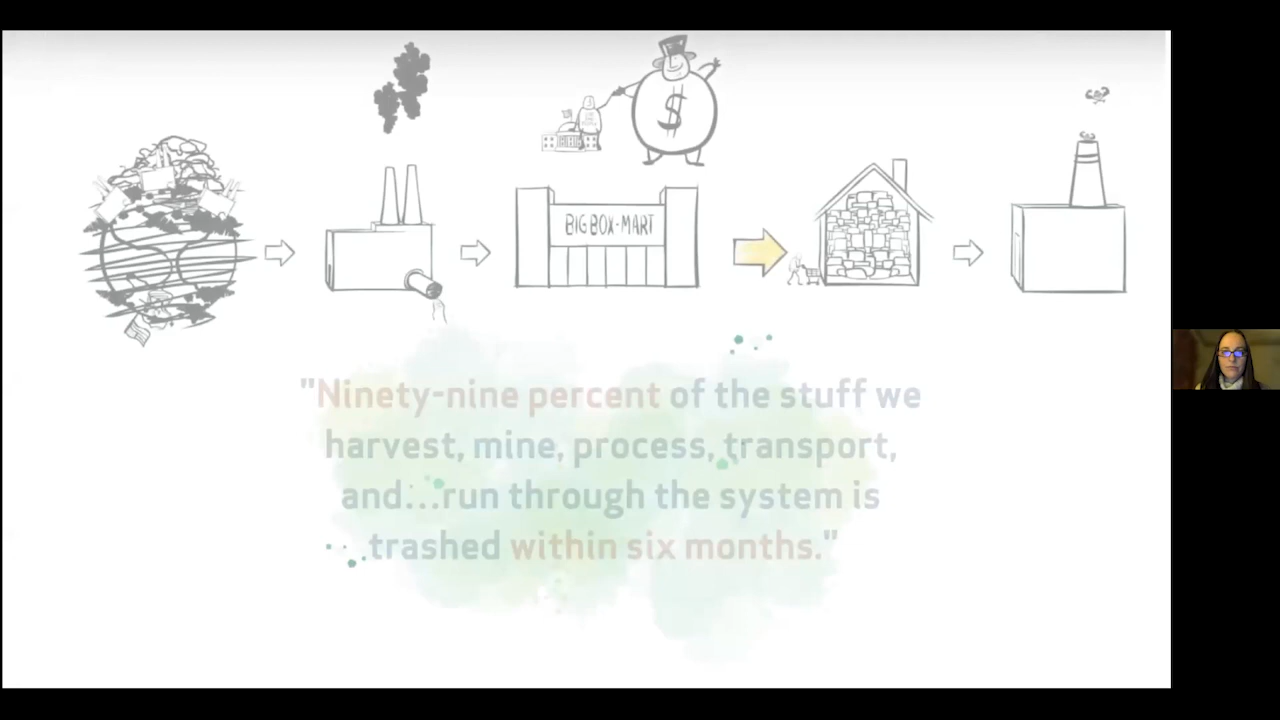 $
BIG BOX-MART
"Ninety-nine percent of the stuff we
harvest, mine, process, transport,
and...run through the system is
trashed within six months."